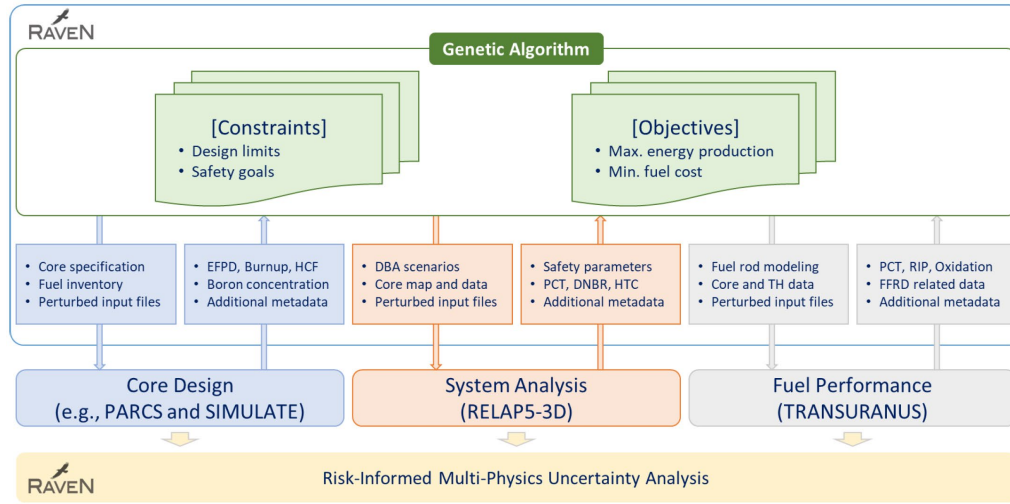 RAVEN
Genetic Algorithm
[Constraints]
• Design limits
• Safety goals
[Objectives]
• Max. energy production
• Min. fuel cost
• Core specification
• Fuel inventory
• Perturbed input files
• EFPD, Burnup, HCF
• Boron concentration
• Additional metadata
• DBA scenarios
• Core map and data
• Perturbed input files
• Safety parameters
• PCT, DNBR, HTC
• Additional metadata
• Fuel rod modeling
• Core and TH data
• Perturbed input files
• PCT, RIP, Oxidation
• FFRD related data
• Additional metadata
Core Design
(e.g., PARCS and SIMULATE)
System Analysis
(RELAP5-3D)
Fuel Performance
(TRANSURANUS)
RAVEN
Risk-Informed Multi-Physics Uncertainty Analysis